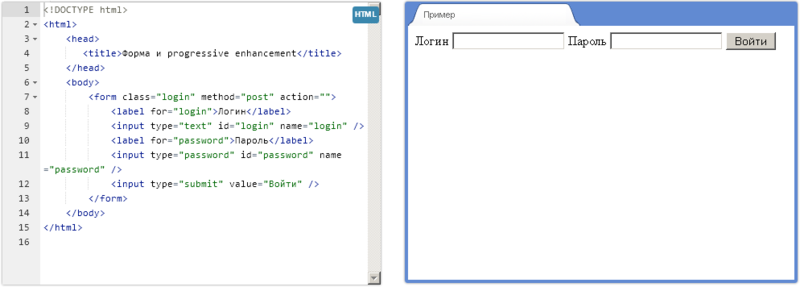 1 <!DOCTYPE html>
HTML
2 <html>
3 <head>
4 <title>Форма и progressive enhancement</title>
5 </head>
6 <body>
7 <form class="login" method="post" action="">
8 <label for="login">Логин</label>
9 <input type="text" id="login" name="login" />
10 <label for="password">Пароль</label>
11 <input type="password" id="password" name
="password" />
12 <input type="submit" value="Войти" />
13 </form>
14 </body>
15 </html>
16
Пример
Логин Пароль Войти